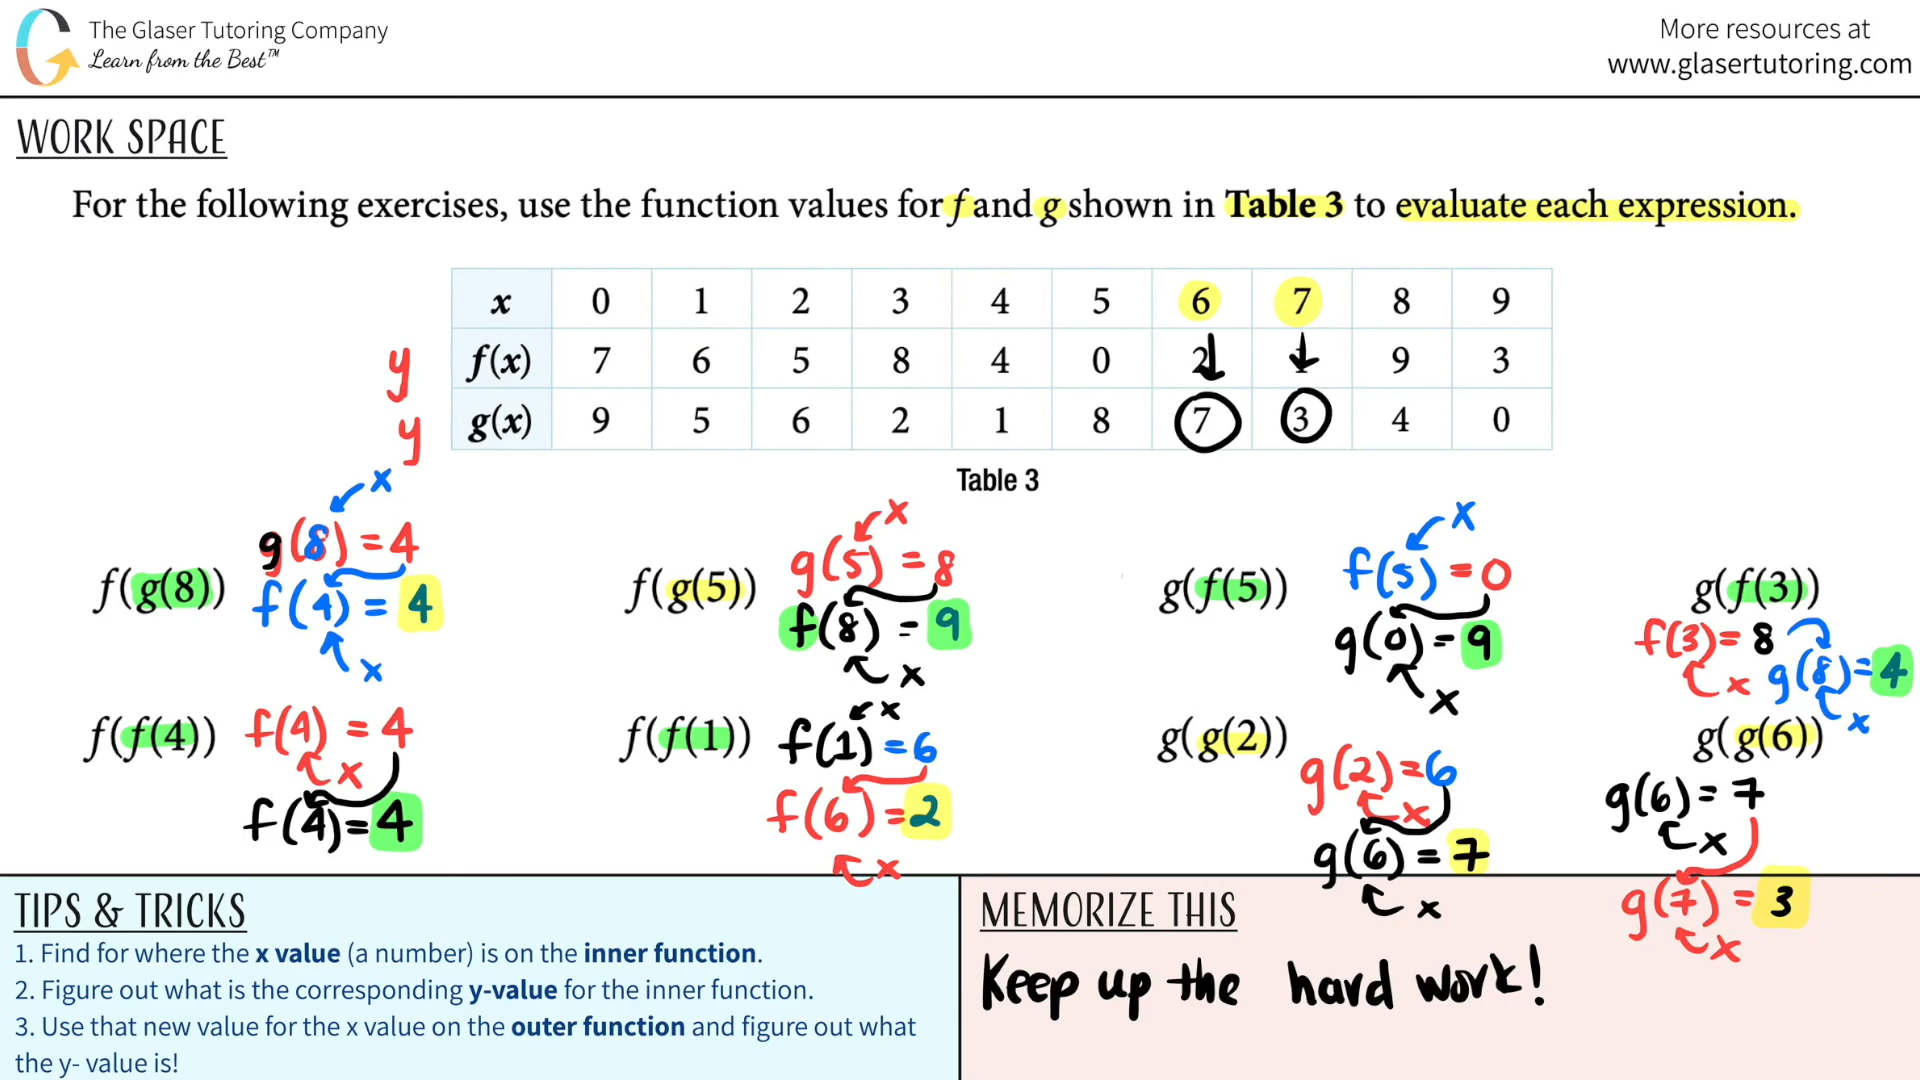 The Glaser Tutoring Company
Learn from the Best™
More resources at
www.glasertutoring.com
WORK SPACE
For the following exercises, use the function values for f and g shown in Table 3 to evaluate each expression.
x 0 1 2 3 4 5 6 7 8 9
f(x) 7 6 5 8 4 0 2 9 3
g(x) 9 5 6 2 1 8 7 3 4 0
y
y
Table 3
x
g(8) = 4
f(g(8))
f(4) = 4
x
x
g(5) = 8
f(g(5))
f(8) = 9
x
x
f(5) = 0
g(f(5))
g(0) = 9
x
g(f(3))
f(3) = 8
x
g(8) = 4
x
f(f(4))
f(4) = 4
x
f(4) = 4
x
f(f(1))
f(1) = 6
f(6) = 2
x
g(g(2))
g(2) = 6
x
g(6) = 7
x
g(g(6))
g(6) = 7
x
g(7) = 3
x
TIPS & TRICKS
1. Find for where the x value (a number) is on the inner function.
2. Figure out what is the corresponding y-value for the inner function.
3. Use that new value for the x value on the outer function and figure out what
the y- value is!
MEMORIZE THIS
Keep up the hard work!